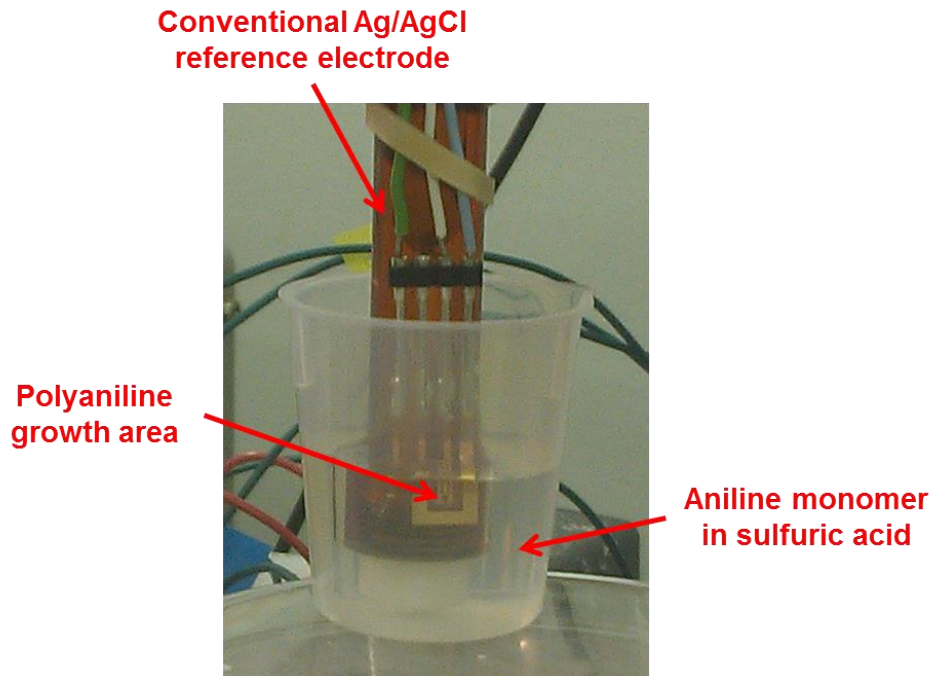 Conventional Ag/AgCl
reference electrode
Polyaniline
growth area
Aniline monomer
in sulfuric acid